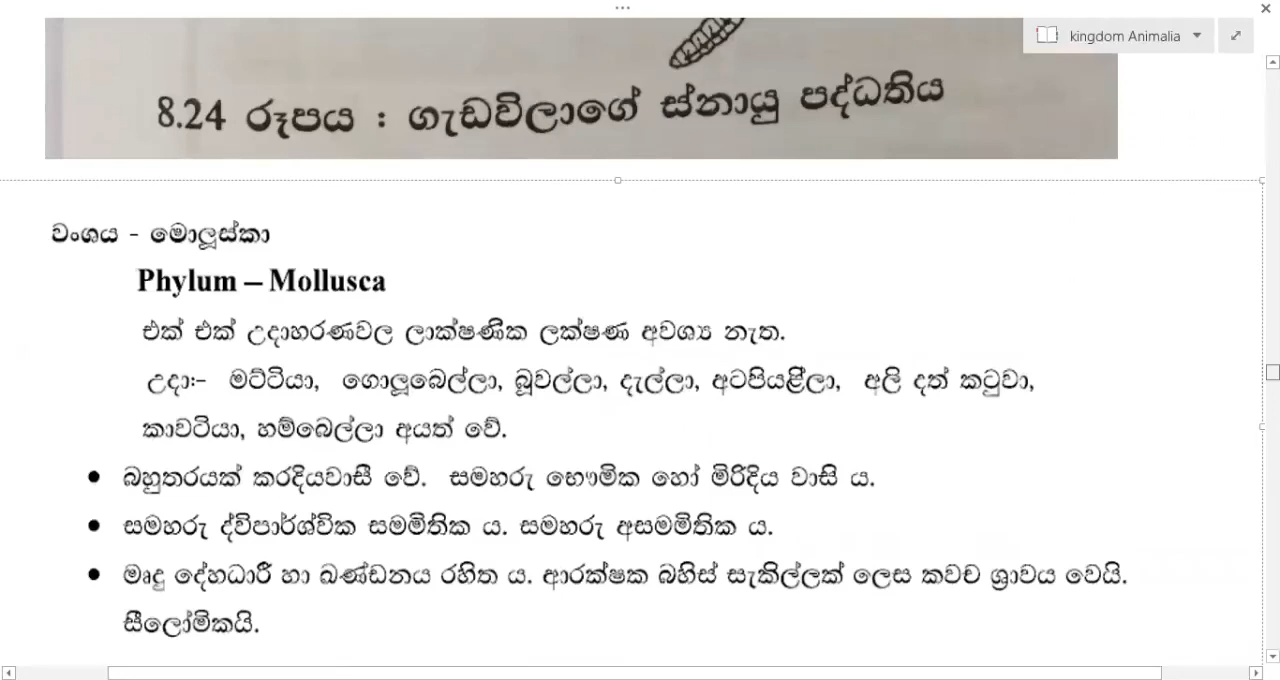 kingdom Animalia
8.24 රූපය : ගැඩවිලාගේ ස්නායු පද්ධතිය
වංශය - මොලුස්කා
Phylum – Mollusca
එක් එක් උදාහරණවල ලාක්ෂණික ලක්ෂණ අවශ්‍ය නැත.
උදාඃ- මට්ටියා, ගොලූබෙල්ලා, බූවල්ලා, දැල්ලා, අටපියළීලා, අලි දත් කටුවා,
කාවටියා, හම්බෙල්ලා අයත් වේ.
• බහුතරයක් කරදියවාසී වේ. සමහරු භෞමික හෝ මිරිදිය වාසි ය.
• සමහරු ද්විපාර්ශ්වික සමමිතික ය. සමහරු අසමමිතික ය.
• මෘදු දේහධාරී හා ඛණ්ඩනය රහිත ය. ආරක්ෂක බහිස් සැකිල්ලක් ලෙස කවච ශ්‍රාවය වෙයි.
සීලෝමිකයි.